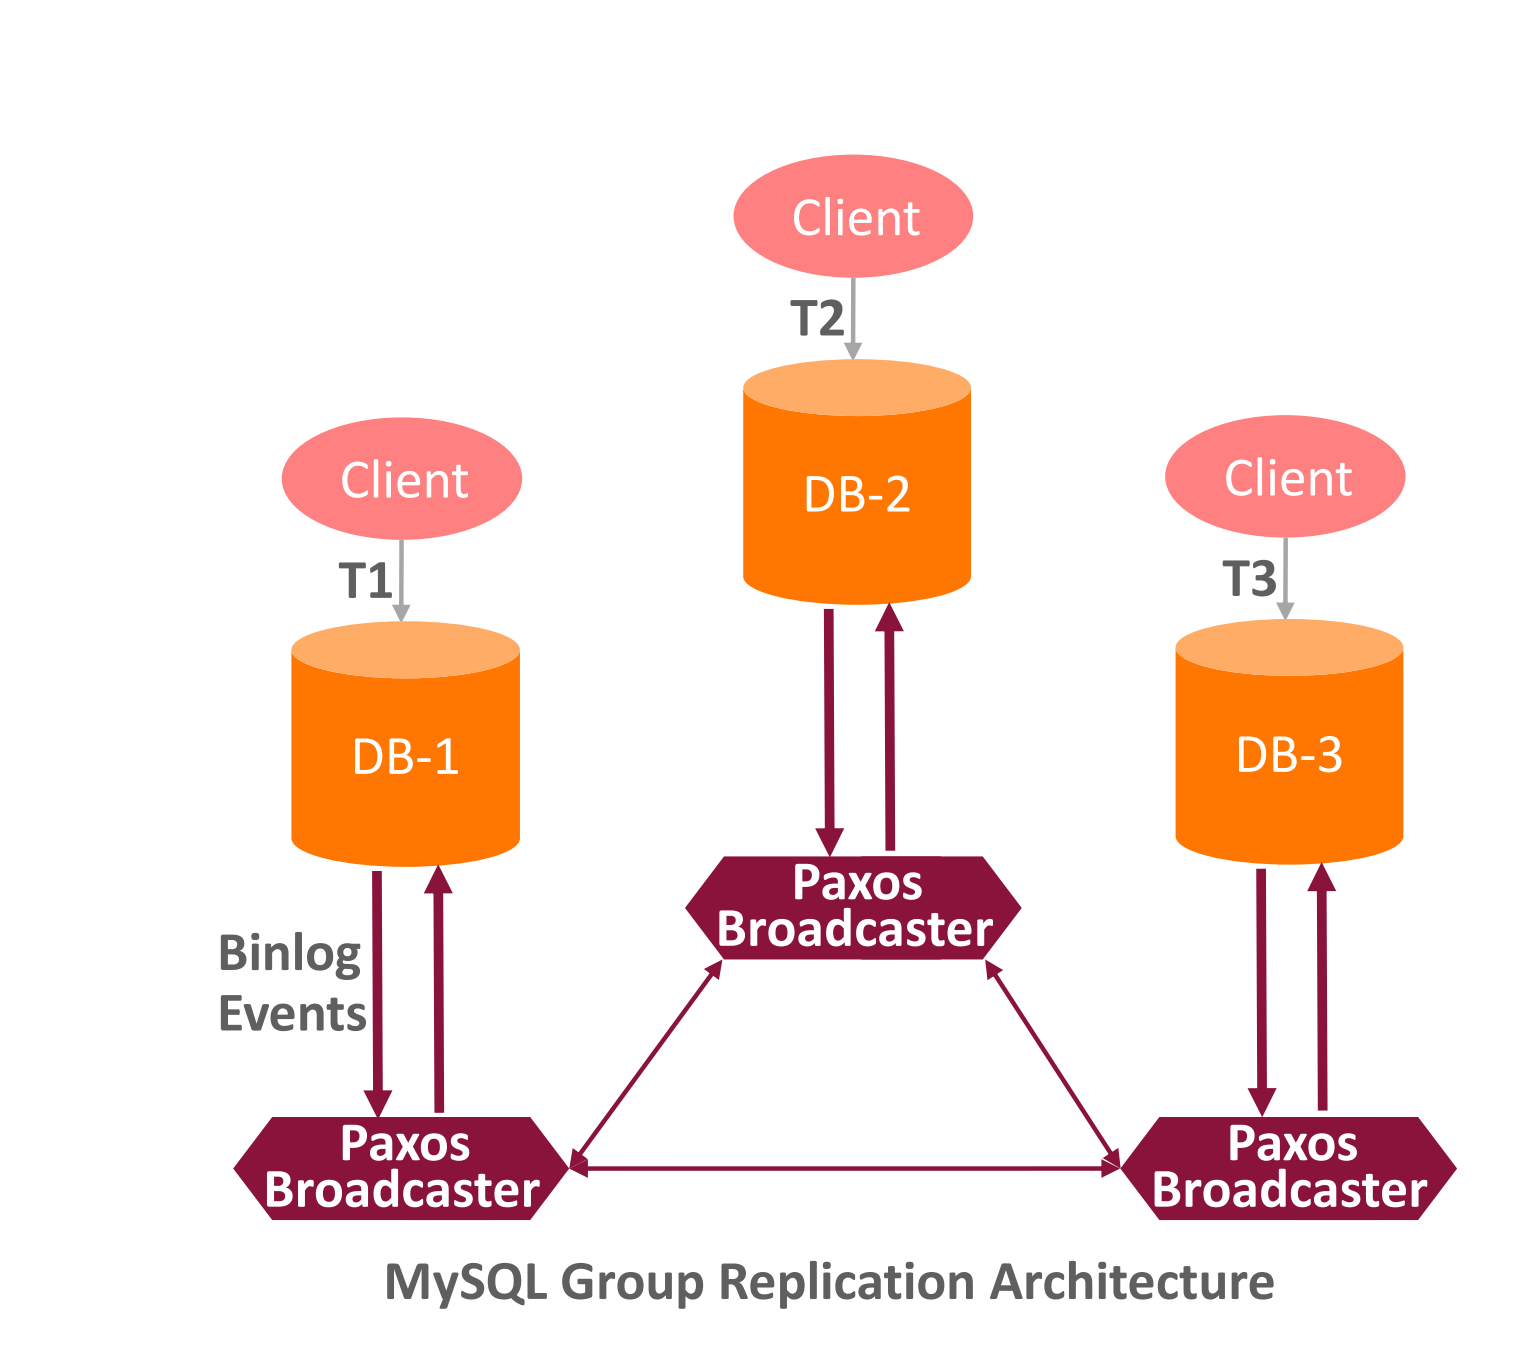 Client
T2
DB-2
Client
T1
DB-1
Client
T3
DB-3
Binlog
Events
Paxos
Broadcaster
Paxos
Broadcaster
Paxos
Broadcaster
MySQL Group Replication Architecture